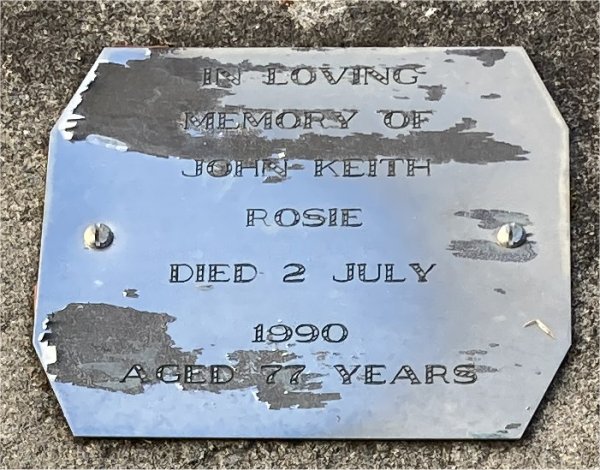 IN LOVING
MEMORY OF
JOHN KEITH
ROSIE
DIED 2 JULY
1990
AGED 77 YEARS